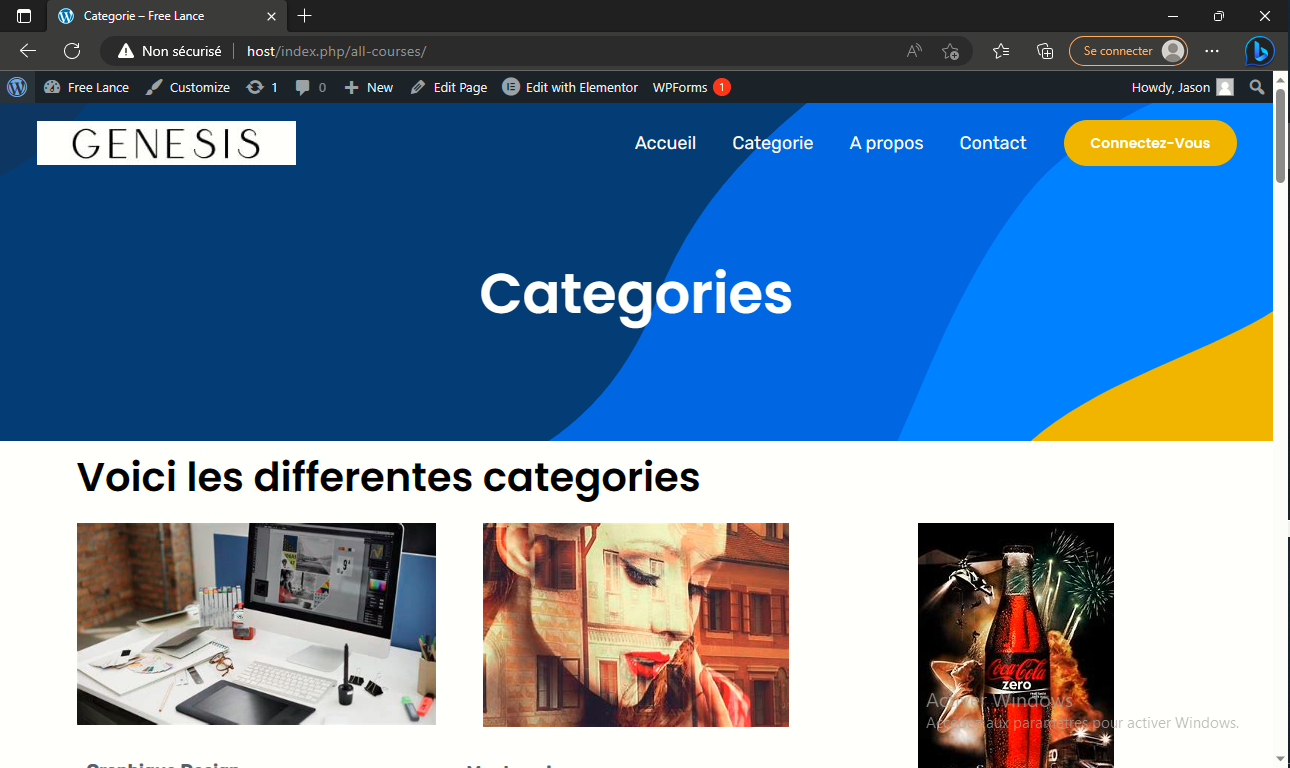 Categorie – Free Lance
Non sécurisé
host/index.php/all-courses/
Se connecter
Free Lance
Customize
1
0
New
Edit Page
Edit with Elementor
WPForms
1
Howdy, Jason
GENESIS
Accueil
Categorie
A propos
Contact
Connectez-Vous
Categories
Voici les differentes categories
Coca-Cola
zero
Activer Windows
Accédez aux paramètres pour activer Windows.
Graphique Design